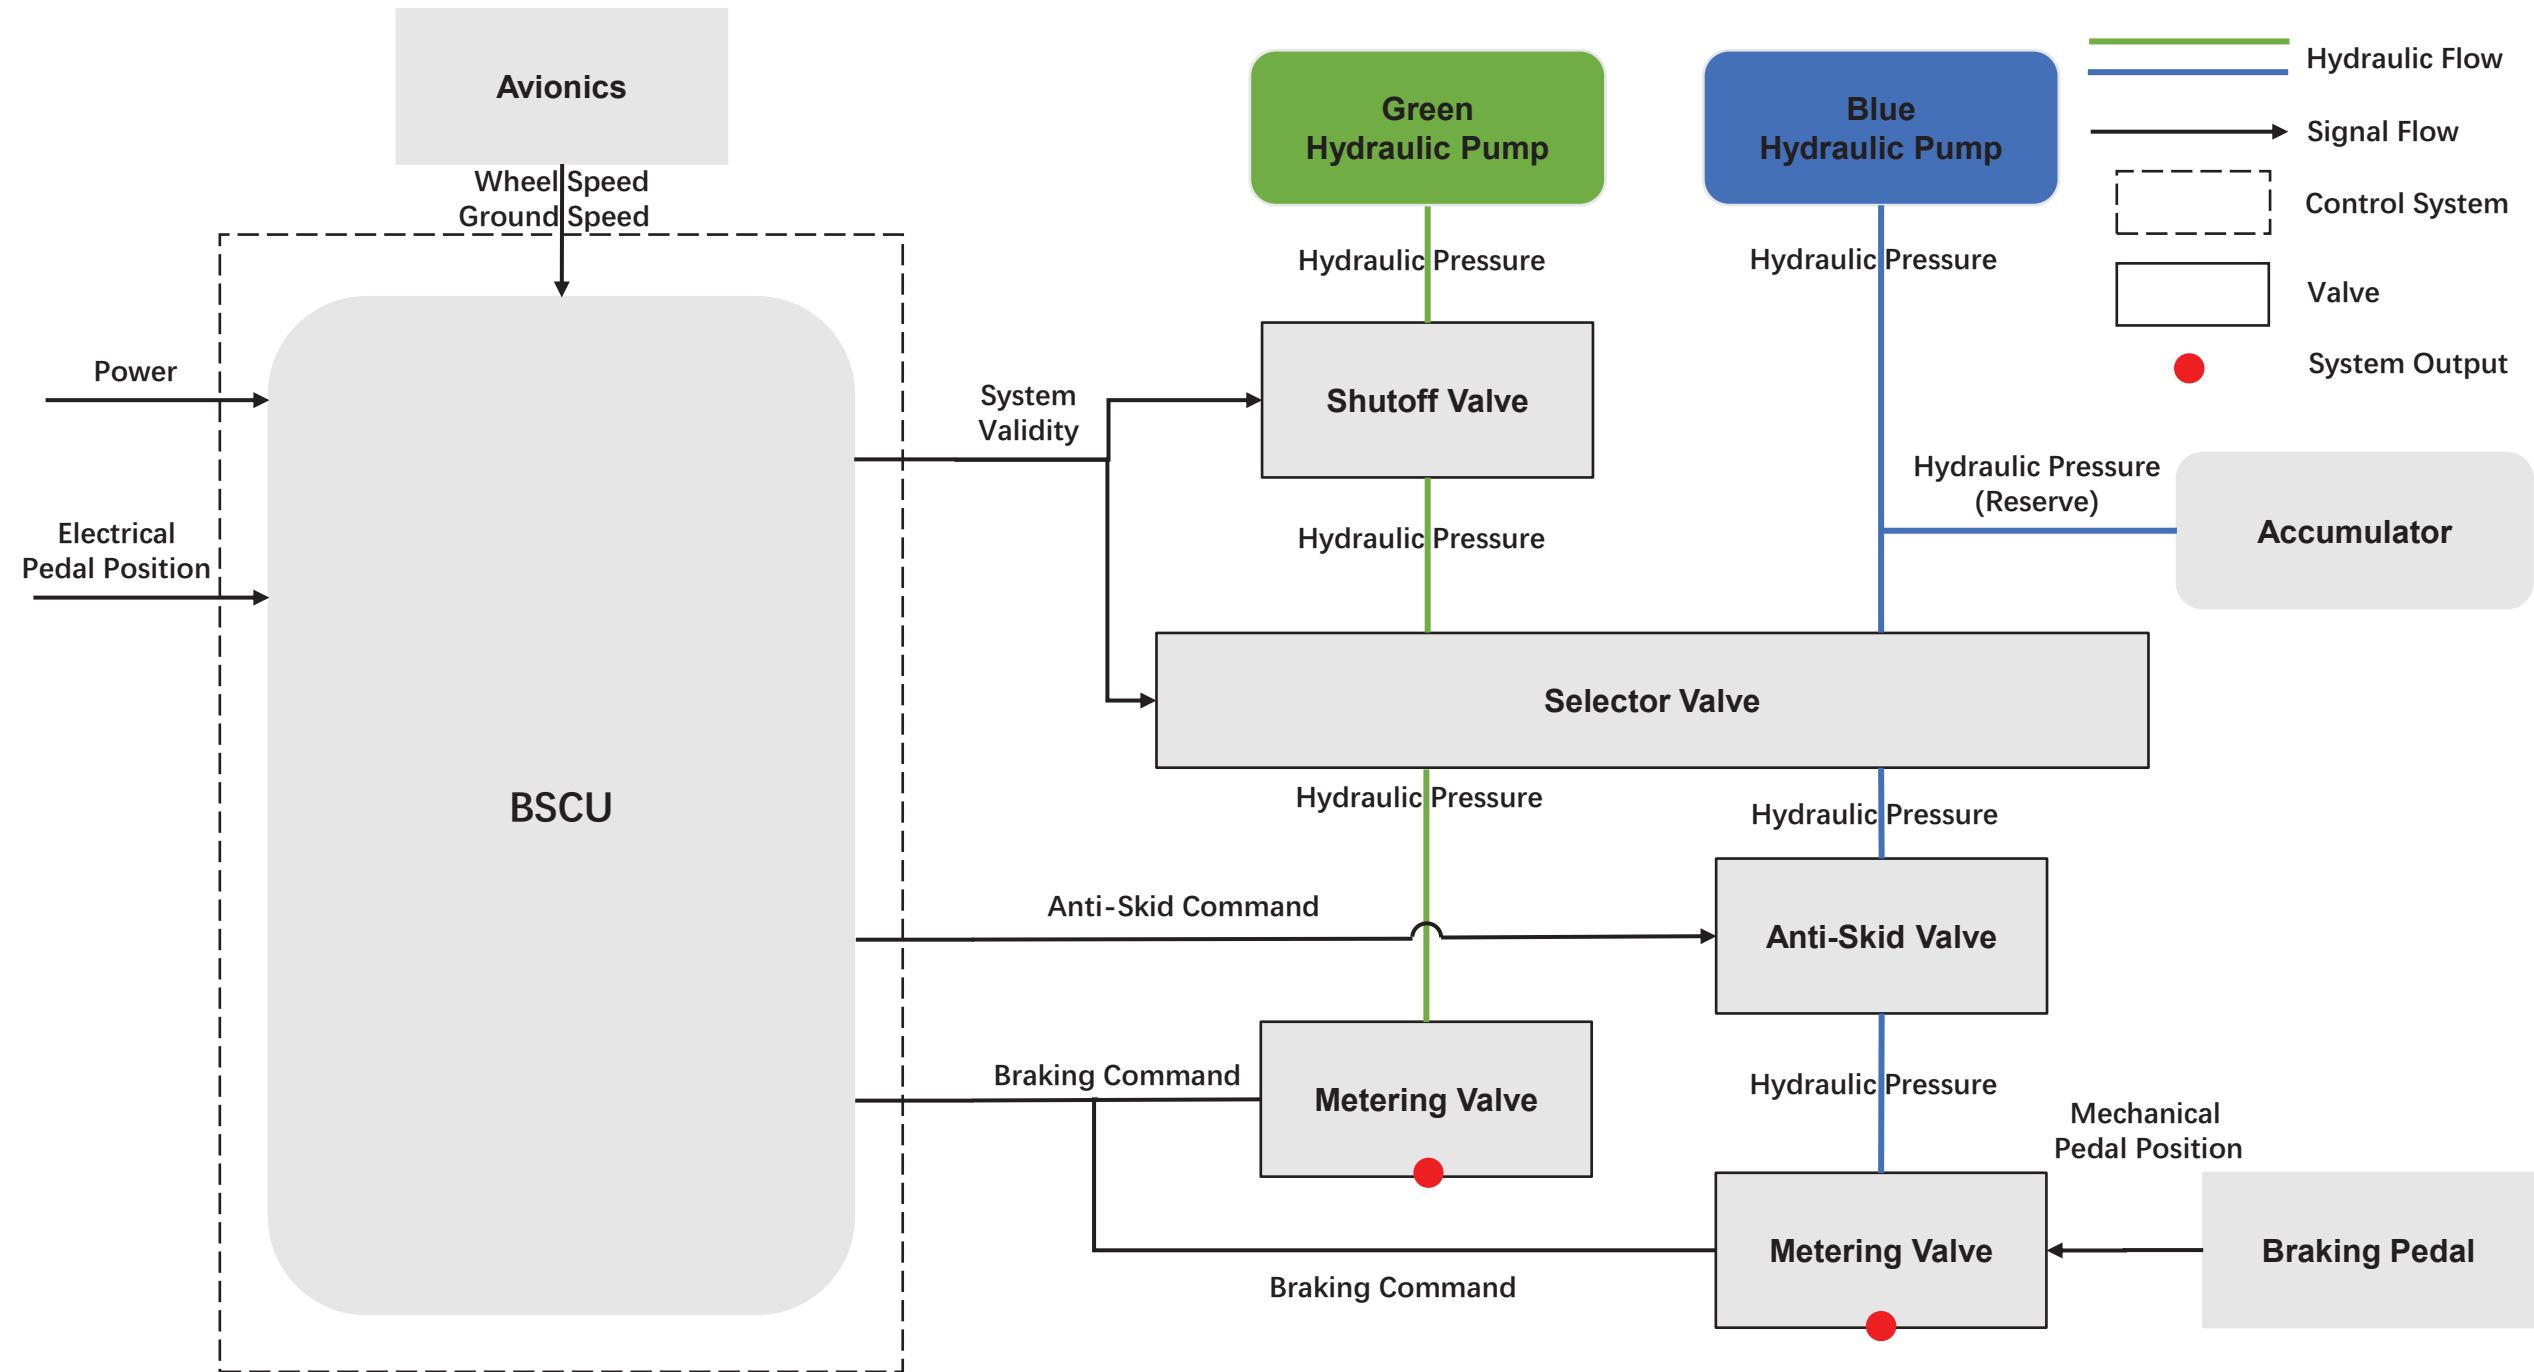 Avionics
Wheel Speed
Ground Speed
Power
Electrical
Pedal Position
BSCU
System
Validity
Anti-Skid Command
Braking Command
Braking Command
Green
Hydraulic Pump
Hydraulic Pressure
Shutoff Valve
Hydraulic Pressure
Selector Valve
Hydraulic Pressure
Metering Valve
Blue
Hydraulic Pump
Hydraulic Pressure
Hydraulic Pressure
(Reserve)
Accumulator
Hydraulic Pressure
Anti-Skid Valve
Hydraulic Pressure
Metering Valve
Mechanical
Pedal Position
Braking Pedal
Hydraulic Flow
Signal Flow
Control System
Valve
System Output